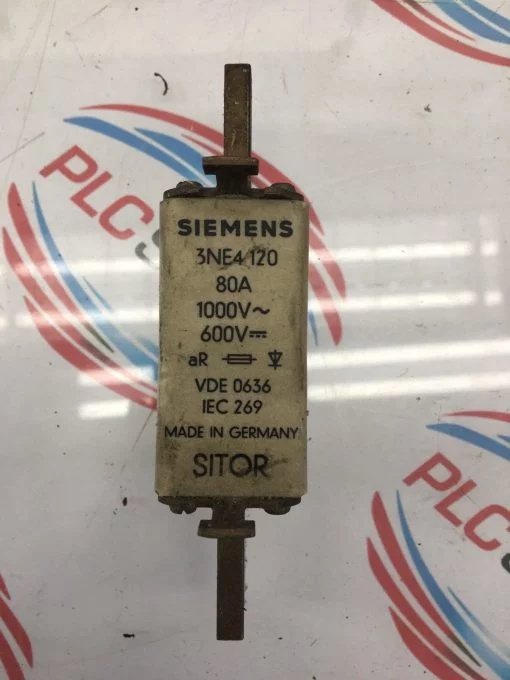 SIEMENS
3NE4 120
80A
1000V~
600V⎓
aR
VDE 0636
IEC 269
MADE IN GERMANY
SITOR
PLC
PLC